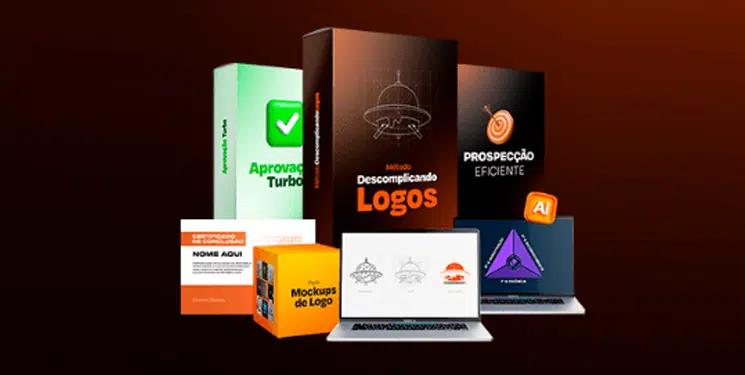 Aprovação Turbo
Aprovação
Turbo
Método Descomplicando Logos
Método
Descomplicando
Logos
PROSPECÇÃO
EFICIENTE
CERTIFICADO
DE CONCLUSÃO
NOME AQUI
Pack
Mockups
de Logo
Ai